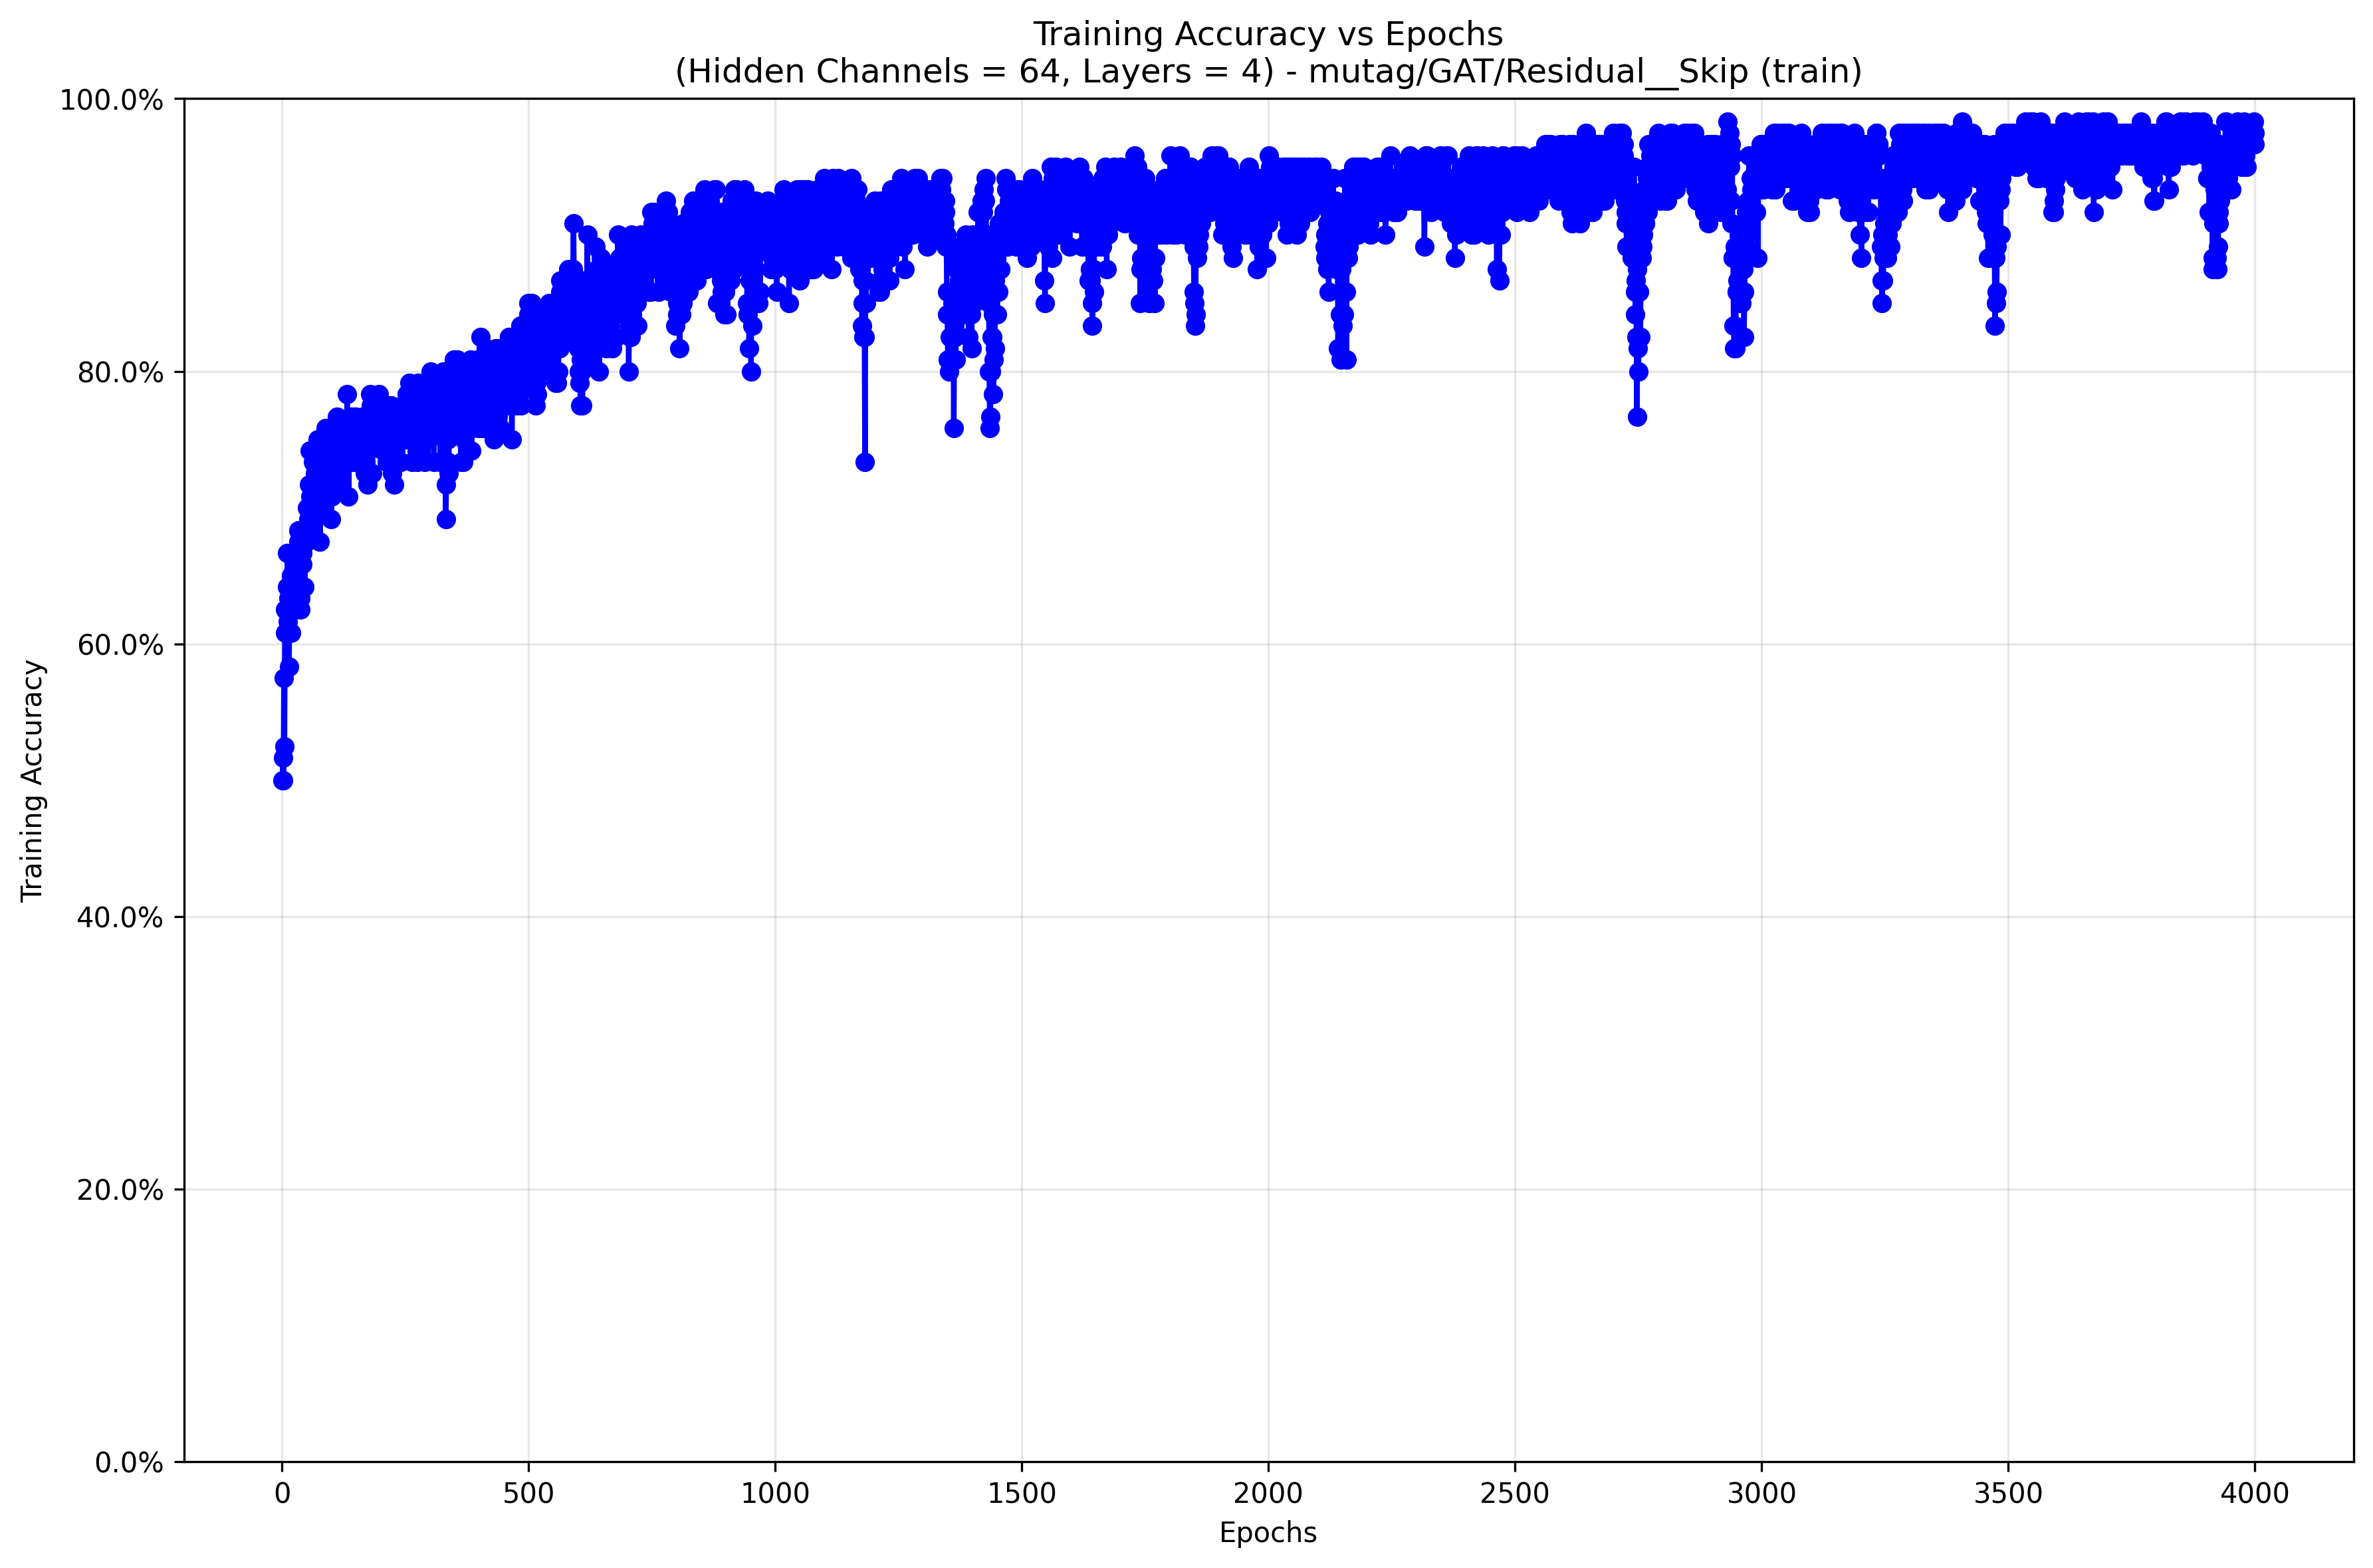 Training Accuracy vs Epochs
(Hidden Channels = 64, Layers = 4) - mutag/GAT/Residual__Skip (train)
100.0%
80.0%
60.0%
40.0%
20.0%
0.0%
Training Accuracy
0 500 1000 1500 2000 2500 3000 3500 4000
Epochs